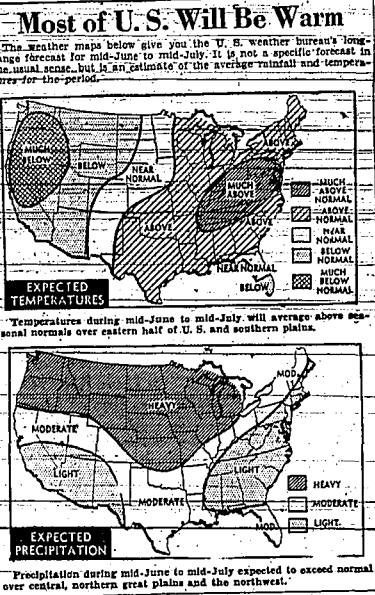 Most of U. S. Will Be Warm
The weather maps below give you the U. S. weather bureau's long-
range forecast for mid-June to mid-July. It is not a specific forecast in
the usual sense, but is an estimate of the average rainfall and tempera-
tures for the period.
MUCH
BELOW
BELOW
NEAR
NORMAL
ABOVE
MUCH
ABOVE
ABOVE
ABOVE
NEAR NORMAL
BELOW
MUCH
ABOVE
NORMAL
ABOVE
NORMAL
NEAR
NORMAL
BELOW
NORMAL
MUCH
BELOW
NORMAL
EXPECTED
TEMPERATURES
Temperatures during mid-June to mid-July will average above sea-
sonal normals over eastern half of U. S. and southern plains.
MOD.
HEAVY
MODERATE
LIGHT
LIGHT
MODERATE
MOD.
HEAVY
MODERATE
LIGHT
EXPECTED
PRECIPITATION
Precipitation during mid-June to mid-July expected to exceed normal
over central, northern great plains and the northwest.